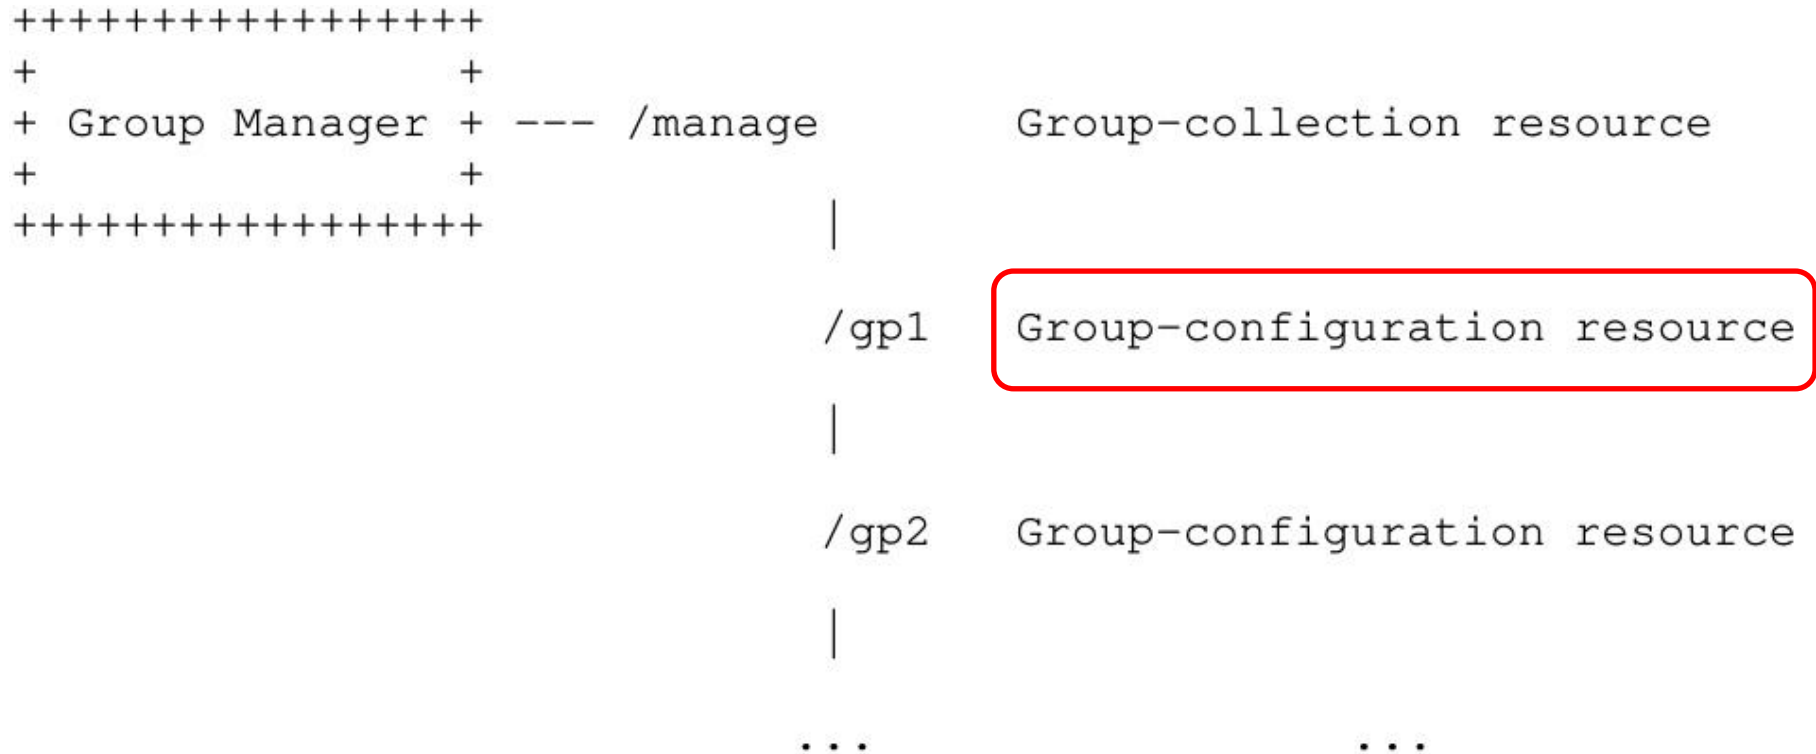 +++++++++++++++++
+ +
+ Group Manager + --- /manage Group-collection resource
+ +
+++++++++++++++++ |
/gp1 Group-configuration resource
|
/gp2 Group-configuration resource
|
... ...